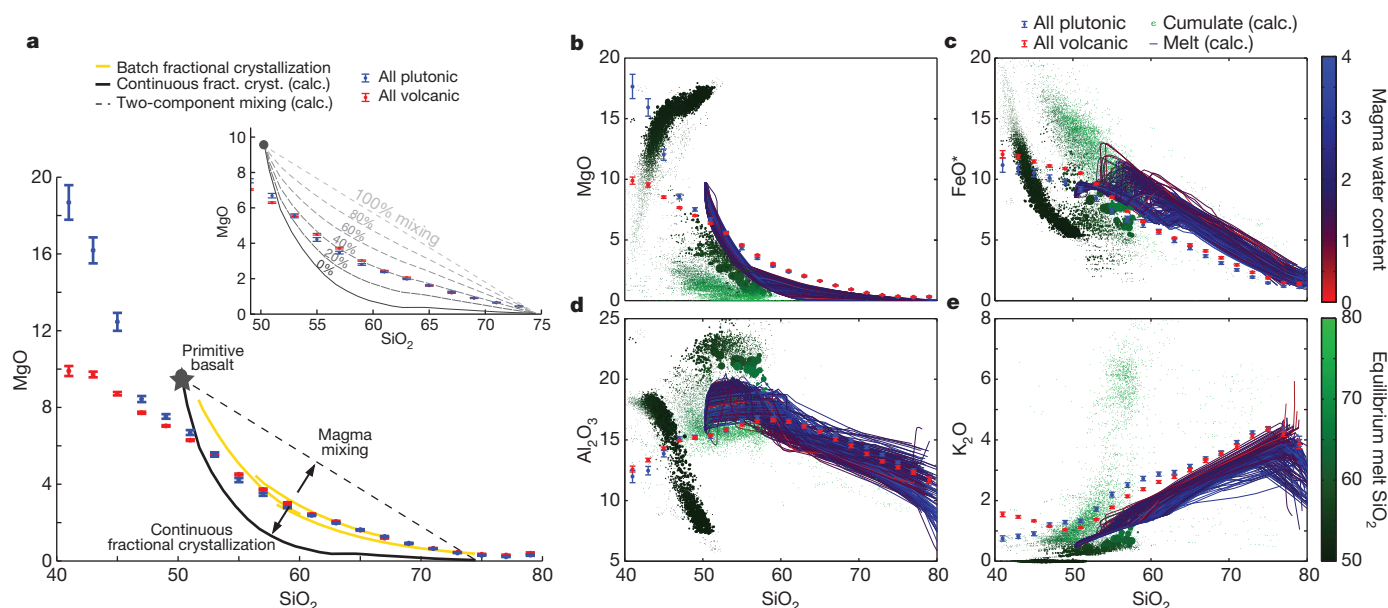 a
Batch fractional crystallization
Continuous fract. cryst. (calc.)
Two-component mixing (calc.)
All plutonic
All volcanic
10
8
6
4
2
0
MgO
100% mixing
80%
60%
40%
20%
0%
50
55
60
65
70
75
SiO2
20
16
12
8
4
0
MgO
Primitive
basalt
Magma
mixing
Continuous
fractional crystallization
40
50
60
70
80
SiO2
b
20
15
10
5
0
MgO
All plutonic
All volcanic
Cumulate (calc.)
Melt (calc.)
c
20
15
10
5
0
FeO*
d
25
20
15
10
5
Al2O3
40
50
60
70
80
SiO2
e
8
6
4
2
0
K2O
40
50
60
70
80
SiO2
4
3
2
1
0
Magma water content
80
70
60
50
Equilibrium melt SiO2